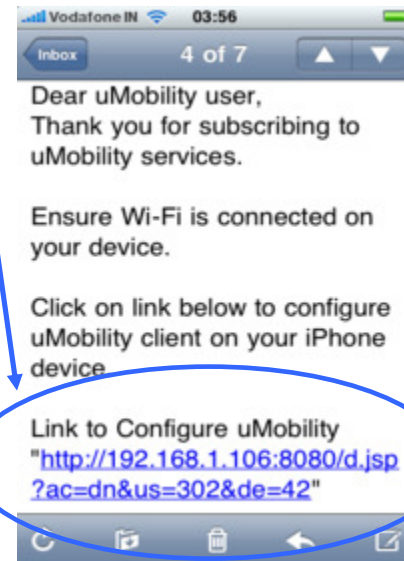 Vodafone IN 03:56
Inbox 4 of 7
Dear uMobility user,
Thank you for subscribing to
uMobility services.
Ensure Wi-Fi is connected on
your device.
Click on link below to configure
uMobility client on your iPhone
device
Link to Configure uMobility
"http://192.168.1.106:8080/d.jsp
?ac=dn&us=302&de=42"